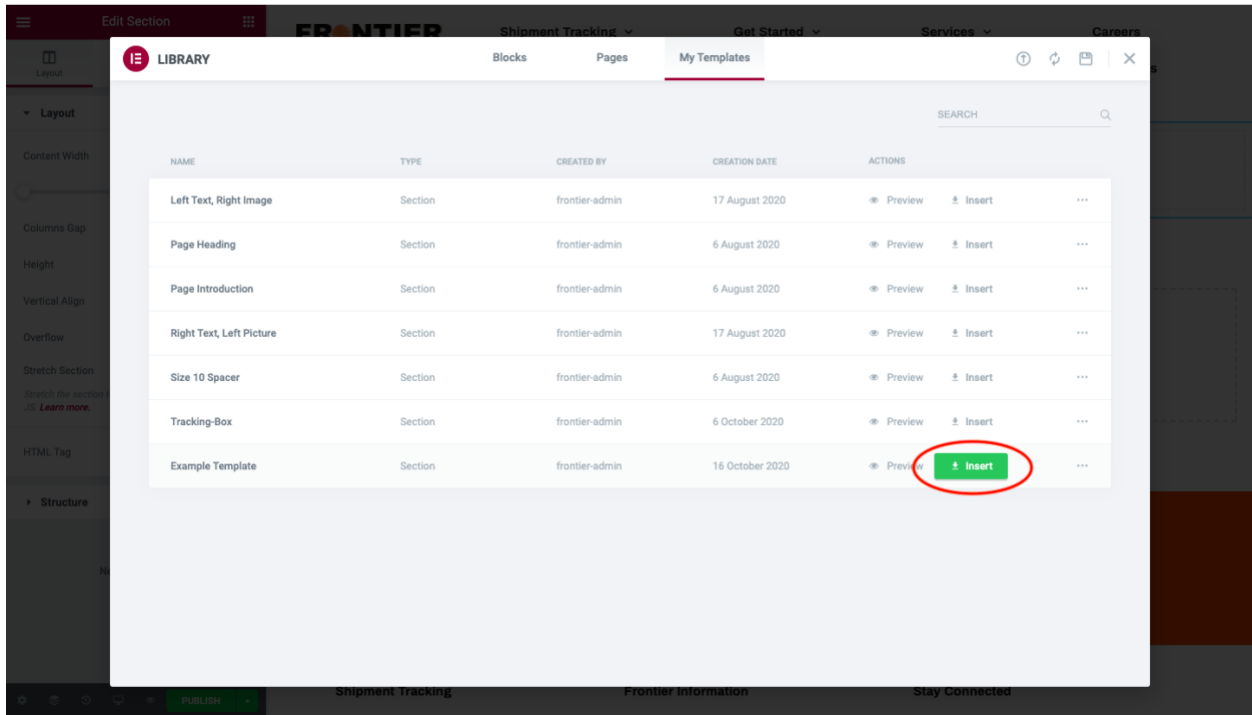 Edit Section
FRONTIER
Shipment Tracking
Get Started
Services
Careers
Layout
LIBRARY
Blocks
Pages
My Templates
Layout
SEARCH
Content Width
NAME TYPE CREATED BY CREATION DATE ACTIONS
Left Text, Right Image Section frontier-admin 17 August 2020 Preview Insert
Columns Gap
Page Heading Section frontier-admin 6 August 2020 Preview Insert
Height
Page Introduction Section frontier-admin 6 August 2020 Preview Insert
Vertical Align
Right Text, Left Picture Section frontier-admin 17 August 2020 Preview Insert
Overflow
Stretch Section
Size 10 Spacer Section frontier-admin 6 August 2020 Preview Insert
Stretch the section
JS. Learn more.
Tracking-Box Section frontier-admin 6 October 2020 Preview Insert
HTML Tag
Example Template Section frontier-admin 16 October 2020 Preview Insert
Structure
PUBLISH
Shipment Tracking
Frontier Information
Stay Connected